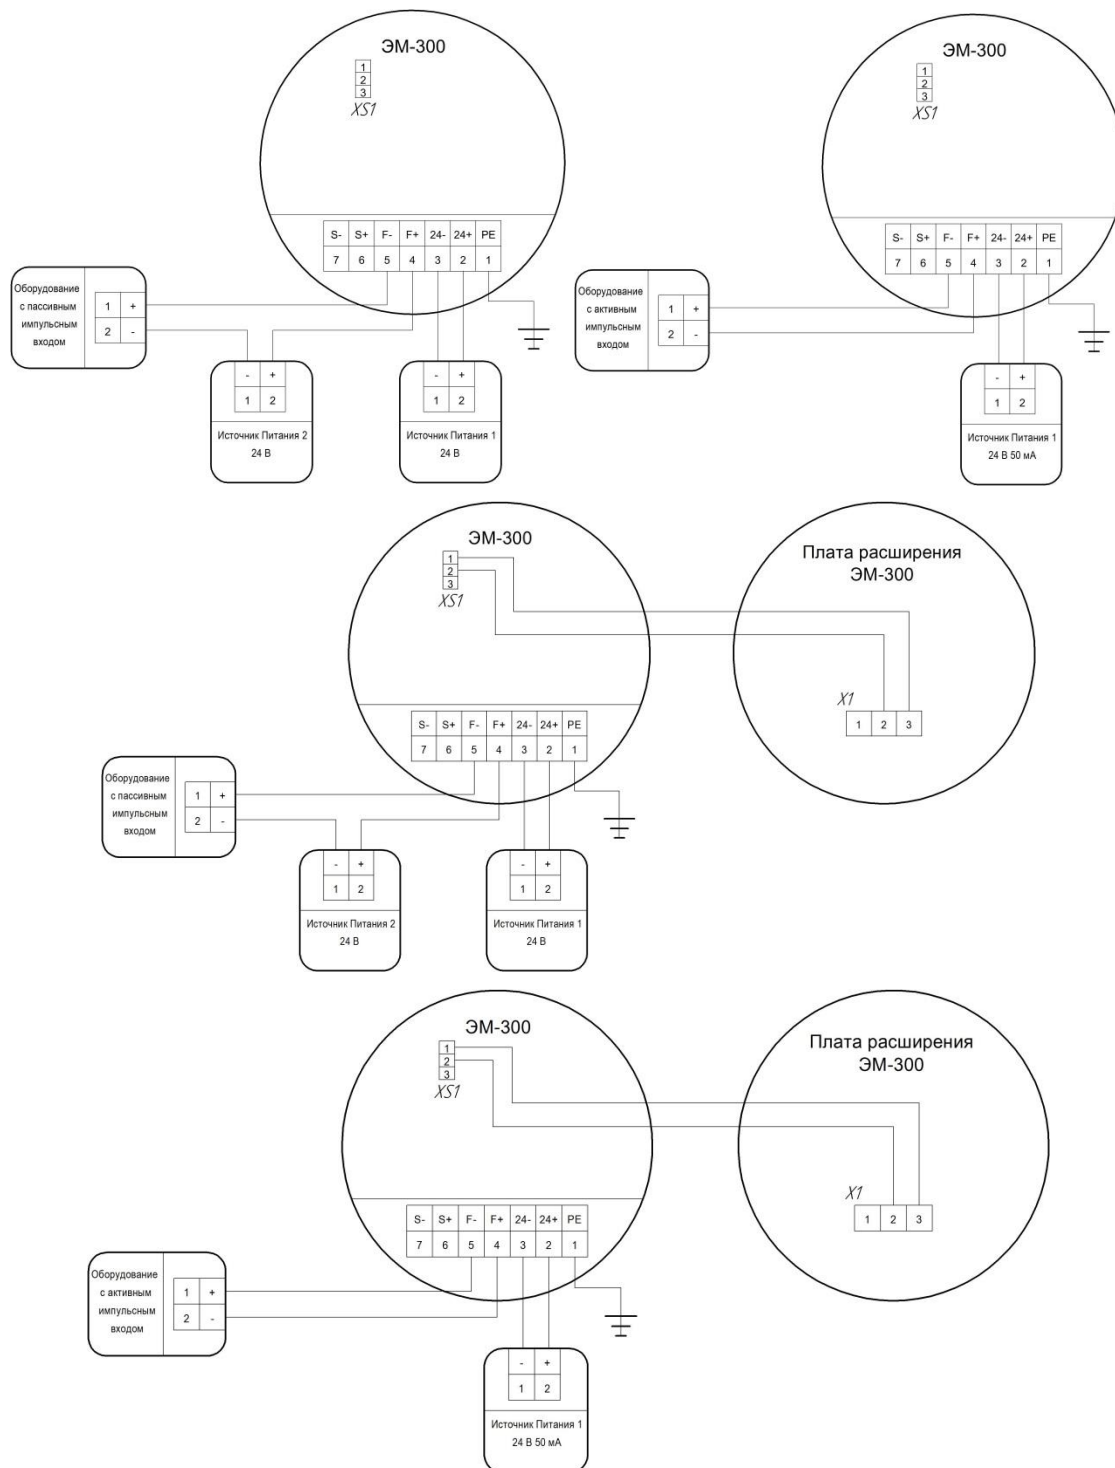 ЭМ-300
1
2
3
XS1
S- S+ F- F+ 24- 24+ PE
7 6 5 4 3 2 1
Оборудование
с пассивным
импульсным
входом
1 +
2 -
- +
1 2
Источник Питания 2
24 В
- +
1 2
Источник Питания 1
24 В
ЭМ-300
1
2
3
XS1
S- S+ F- F+ 24- 24+ PE
7 6 5 4 3 2 1
Оборудование
с активным
импульсным
входом
1 +
2 -
- +
1 2
Источник Питания 1
24 В 50 мА
ЭМ-300
1
2
3
XS1
S- S+ F- F+ 24- 24+ PE
7 6 5 4 3 2 1
Плата расширения
ЭМ-300
X1
1 2 3
Оборудование
с пассивным
импульсным
входом
1 +
2 -
- +
1 2
Источник Питания 2
24 В
- +
1 2
Источник Питания 1
24 В
ЭМ-300
1
2
3
XS1
S- S+ F- F+ 24- 24+ PE
7 6 5 4 3 2 1
Плата расширения
ЭМ-300
X1
1 2 3
Оборудование
с активным
импульсным
входом
1 +
2 -
- +
1 2
Источник Питания 1
24 В 50 мА